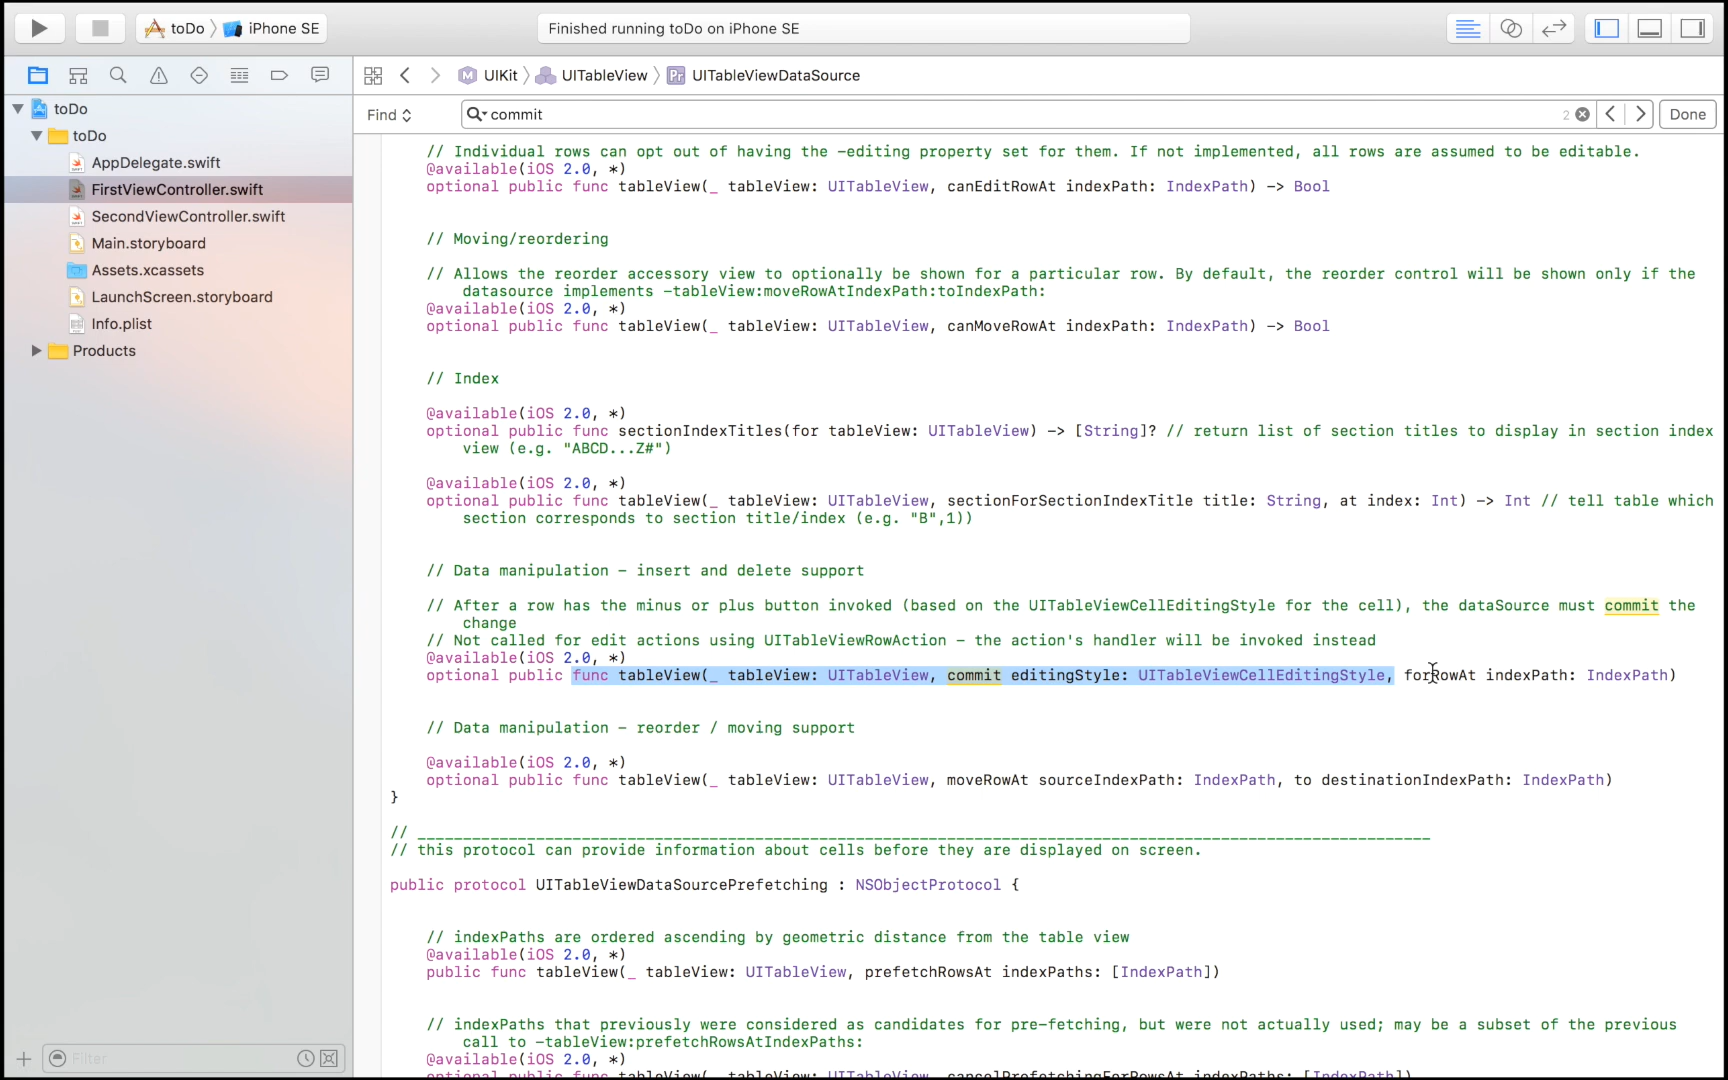 toDo iPhone SE Finished running toDo on iPhone SE
UIKit UITableView UITableViewDataSource
Find commit 2 Done
toDo
toDo
AppDelegate.swift
FirstViewController.swift
SecondViewController.swift
Main.storyboard
Assets.xcassets
LaunchScreen.storyboard
Info.plist
Products
Filter
// Individual rows can opt out of having the -editing property set for them. If not implemented, all rows are assumed to be editable.
@available(iOS 2.0, *)
optional public func tableView(_ tableView: UITableView, canEditRowAt indexPath: IndexPath) -> Bool
// Moving/reordering
// Allows the reorder accessory view to optionally be shown for a particular row. By default, the reorder control will be shown only if the
datasource implements -tableView:moveRowAtIndexPath:toIndexPath:
@available(iOS 2.0, *)
optional public func tableView(_ tableView: UITableView, canMoveRowAt indexPath: IndexPath) -> Bool
// Index
@available(iOS 2.0, *)
optional public func sectionIndexTitles(for tableView: UITableView) -> [String]? // return list of section titles to display in section index
view (e.g. "ABCD...Z#")
@available(iOS 2.0, *)
optional public func tableView(_ tableView: UITableView, sectionForSectionIndexTitle title: String, at index: Int) -> Int // tell table which
section corresponds to section title/index (e.g. "B",1))
// Data manipulation - insert and delete support
// After a row has the minus or plus button invoked (based on the UITableViewCellEditingStyle for the cell), the dataSource must commit the
change
// Not called for edit actions using UITableViewRowAction - the action's handler will be invoked instead
@available(iOS 2.0, *)
optional public func tableView(_ tableView: UITableView, commit editingStyle: UITableViewCellEditingStyle, forRowAt indexPath: IndexPath)
// Data manipulation - reorder / moving support
@available(iOS 2.0, *)
optional public func tableView(_ tableView: UITableView, moveRowAt sourceIndexPath: IndexPath, to destinationIndexPath: IndexPath)
}
// _______________________________________________________________________________________________________________
// this protocol can provide information about cells before they are displayed on screen.
public protocol UITableViewDataSourcePrefetching : NSObjectProtocol {
// indexPaths are ordered ascending by geometric distance from the table view
@available(iOS 2.0, *)
public func tableView(_ tableView: UITableView, prefetchRowsAt indexPaths: [IndexPath])
// indexPaths that previously were considered as candidates for pre-fetching, but were not actually used; may be a subset of the previous
call to -tableView:prefetchRowsAtIndexPaths:
@available(iOS 2.0, *)
optional public func tableView(_ tableView: UITableView, cancelPrefetchingForRowsAt indexPaths: [IndexPath])